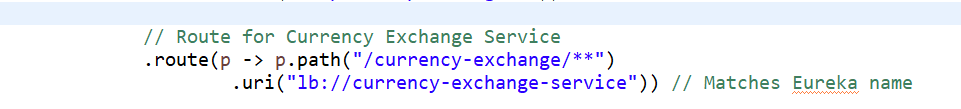 // Route for Currency Exchange Service
.route(p -> p.path("/currency-exchange/**")
.uri("lb://currency-exchange-service")) // Matches Eureka name